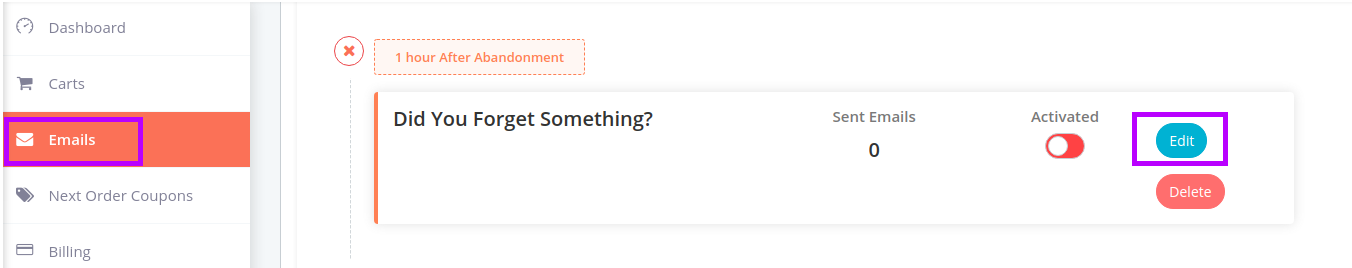 Dashboard
Carts
Emails
Next Order Coupons
Billing
1 hour After Abandonment
Did You Forget Something?
Sent Emails
0
Activated
Edit
Delete